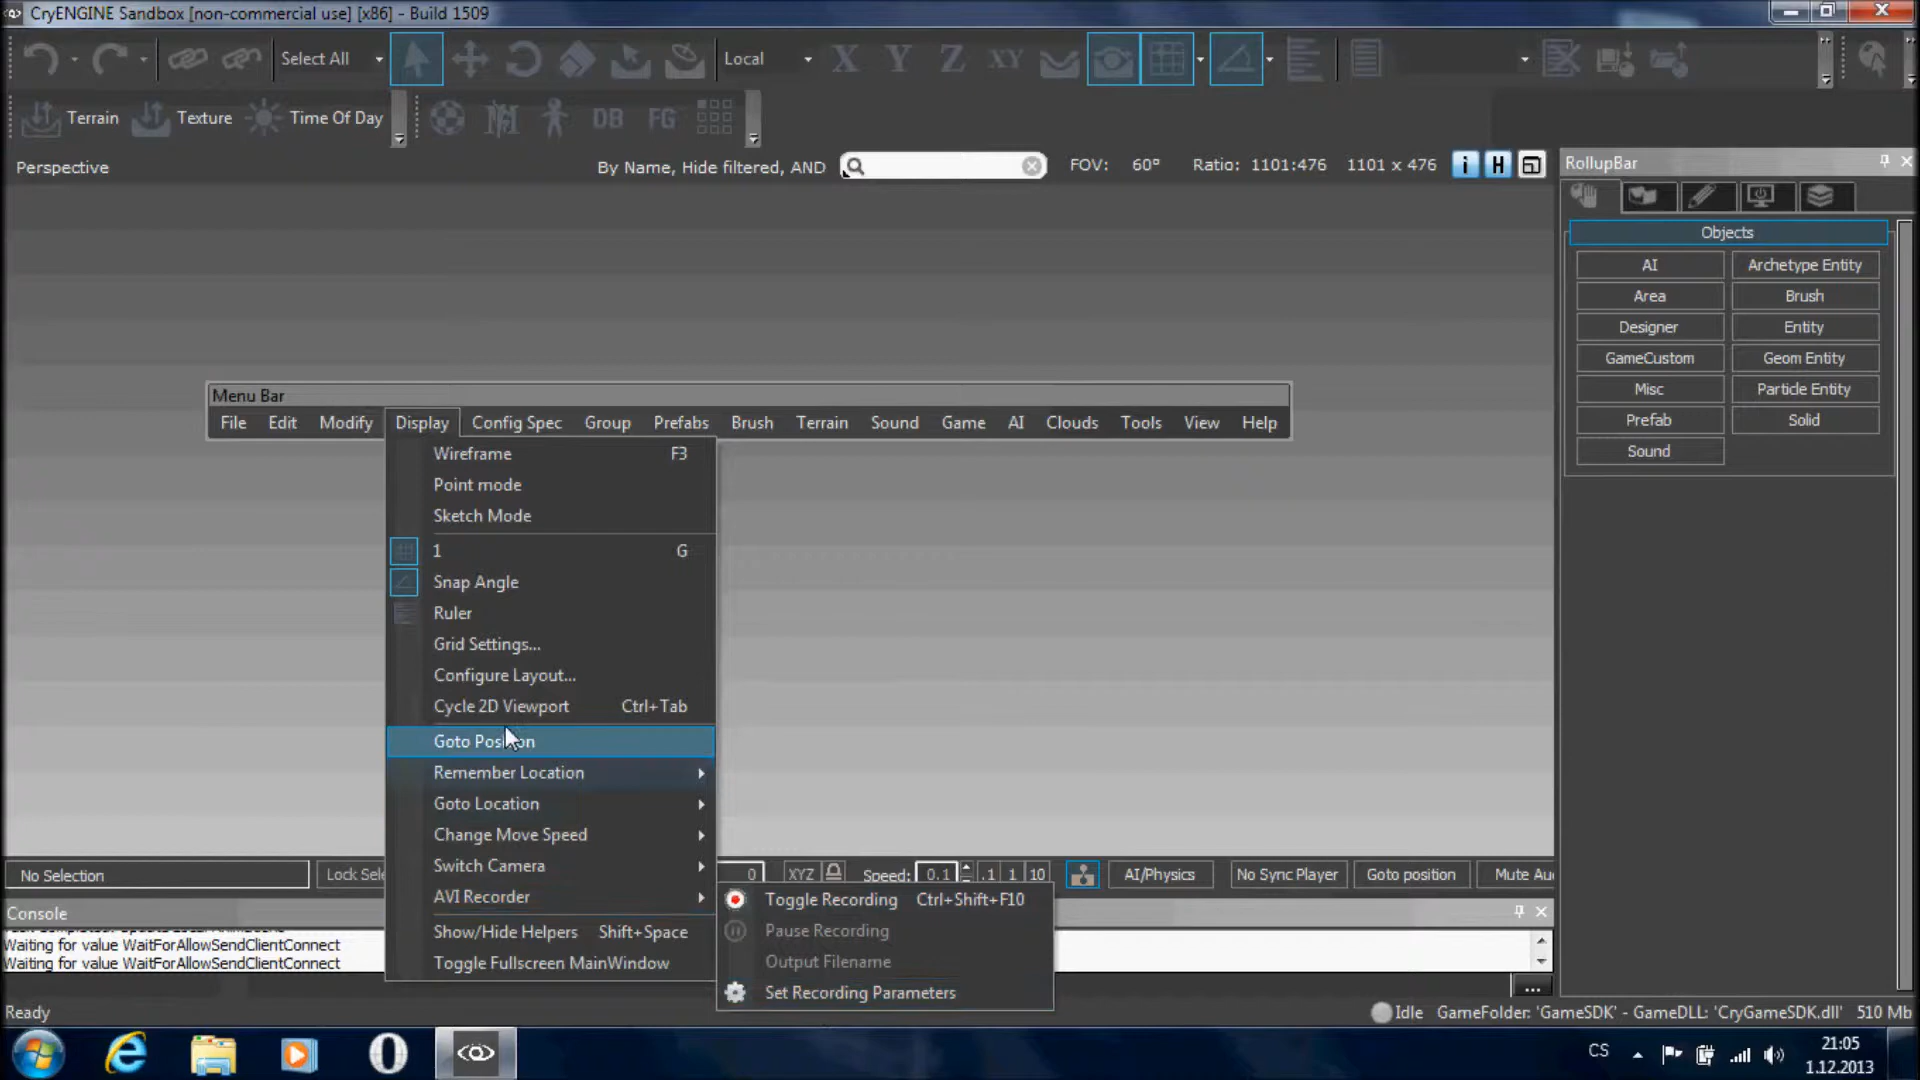 CryENGINE Sandbox [non-commercial use] [x86] - Build 1509
Select All
Local
X Y Z XY
Terrain Texture Time Of Day
DB FG
Perspective
By Name, Hide filtered, AND
FOV: 60° Ratio: 1101:476 1101 x 476 i H
RollupBar
Objects
AI Archetype Entity
Area Brush
Designer Entity
GameCustom Geom Entity
Misc Particle Entity
Prefab Solid
Sound
Menu Bar
File Edit Modify Display Config Spec Group Prefabs Brush Terrain Sound Game AI Clouds Tools View Help
Wireframe F3
Point mode
Sketch Mode
1 G
Snap Angle
Ruler
Grid Settings...
Configure Layout...
Cycle 2D Viewport Ctrl+Tab
Goto Position
Remember Location
Goto Location
Change Move Speed
Switch Camera
AVI Recorder
Show/Hide Helpers Shift+Space
Toggle Fullscreen MainWindow
Toggle Recording Ctrl+Shift+F10
Pause Recording
Output Filename
Set Recording Parameters
No Selection Lock Sele 0 XYZ Speed: 0.1 .1 1 10 AI/Physics No Sync Player Goto position Mute Au
Console
Waiting for value WaitForAllowSendClientConnect
Waiting for value WaitForAllowSendClientConnect
...
Ready
Idle GameFolder: 'GameSDK' - GameDLL: 'CryGameSDK.dll' 510 Mb
CS
21:05
1.12.2013